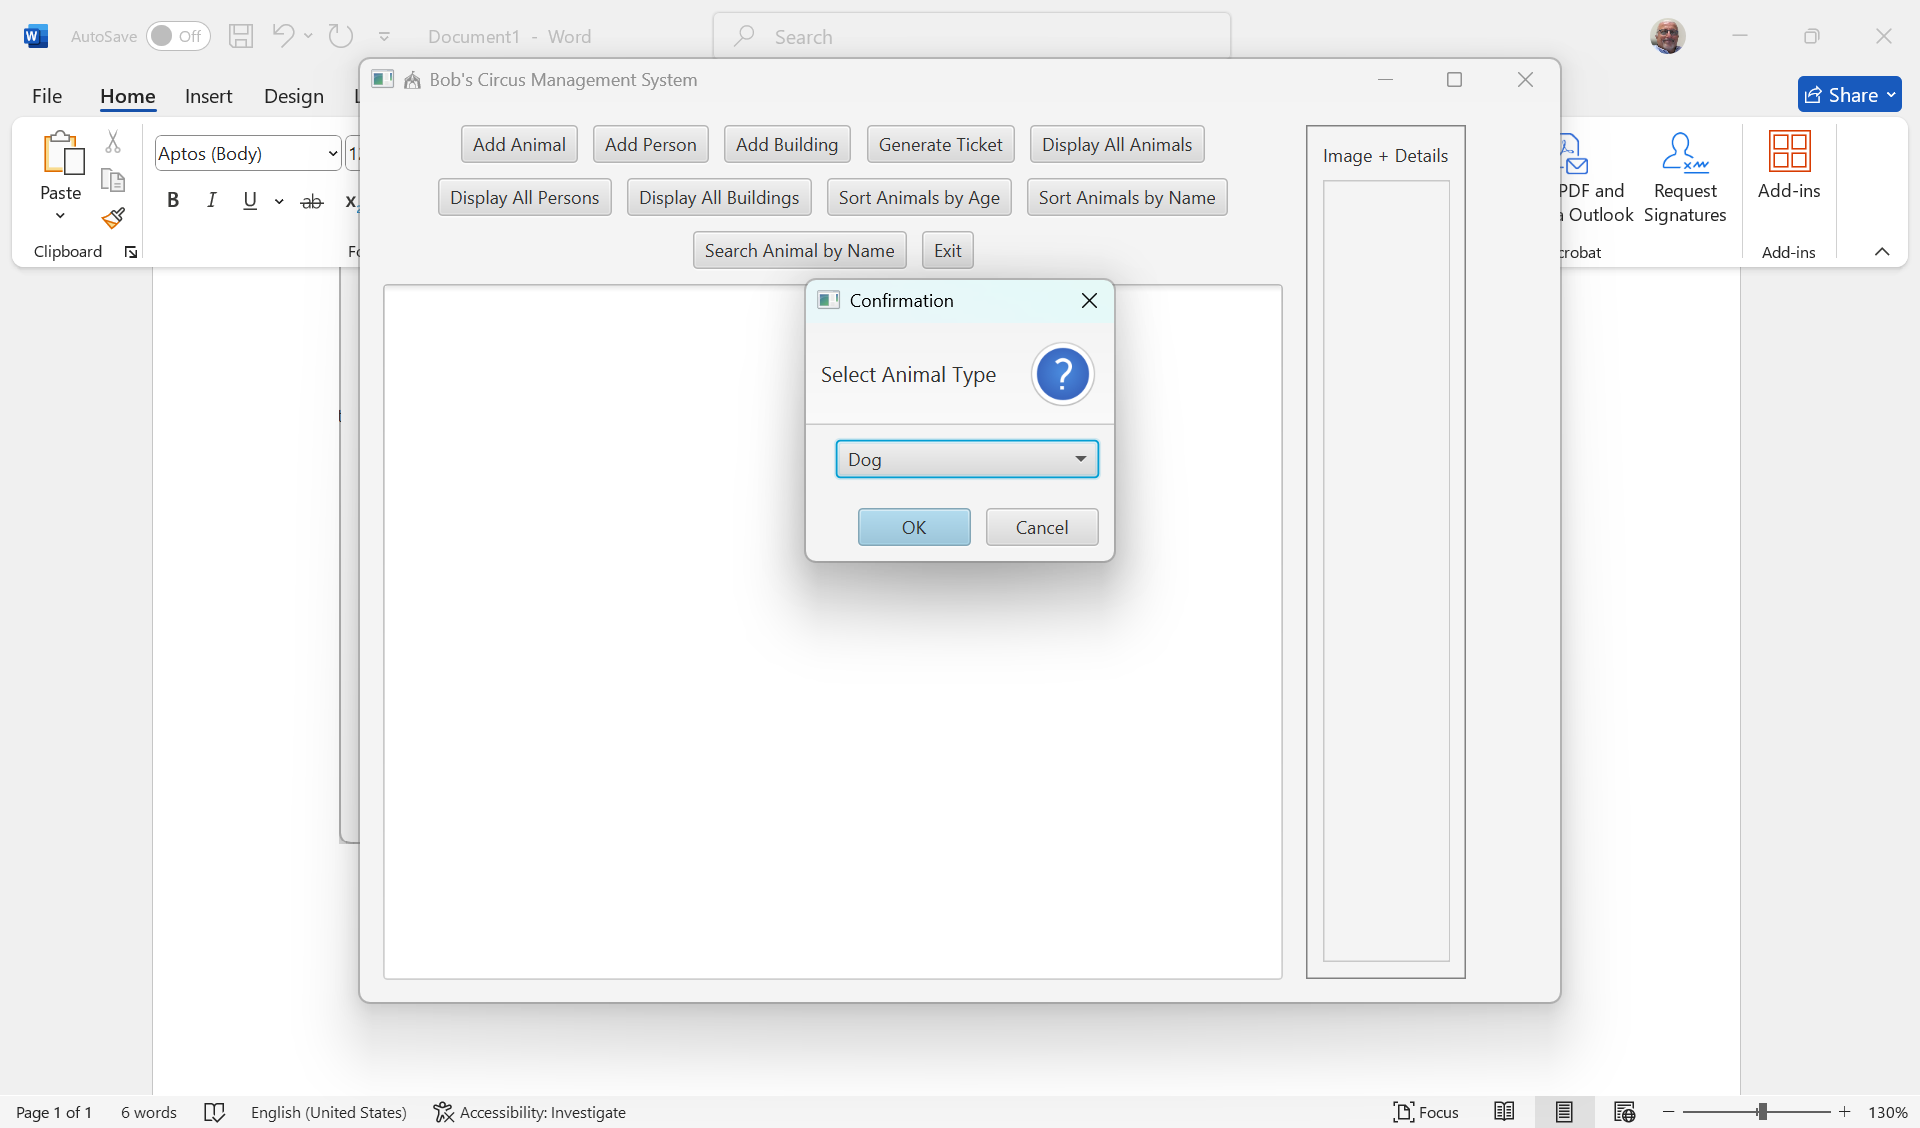 AutoSave Off Document1 - Word Search
Bob's Circus Management System
File Home Insert Design
Share
Add Animal Add Person Add Building Generate Ticket Display All Animals
Display All Persons Display All Buildings Sort Animals by Age Sort Animals by Name
Search Animal by Name Exit
Image + Details
Aptos (Body)
Paste
B I U ab x
Clipboard
PDF and
Outlook
Request
Signatures
Add-ins
Add-ins
Confirmation
Select Animal Type
?
Dog
OK Cancel
Page 1 of 1 6 words English (United States) Accessibility: Investigate Focus 130%